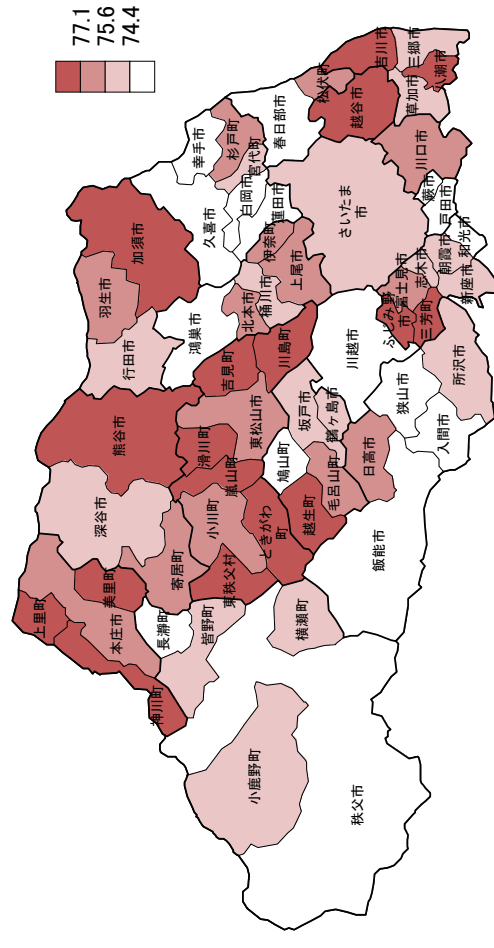 上里町
77.1
75.6
74.4
深谷市
羽生市
美里町
本庄市
熊谷市
行田市
加須市
神川町
長瀞町
寄居町
鴻巣市
幸手市
滑川町
久喜市
皆野町
小川町
吉見町
嵐山町
東秩父村
杉戸町
白岡市
北本市
小鹿野町
東松山市
宮代町
ときがわ
町
桶川市
伊奈町
春日部市
蓮田市
鳩山町
川島町
上尾市
横瀬町
坂戸市
越生町
松伏町
鶴ヶ島市
毛呂山町
さいたま
市
川越市
秩父市
越谷市
日高市
飯能市
吉川市
ふじみ野
市
富士見市
狭山市
草加市
三郷市
志木市
川口市
三芳町
蕨市
八潮市
入間市
朝霞市
戸田市
所沢市
和光市
新座市